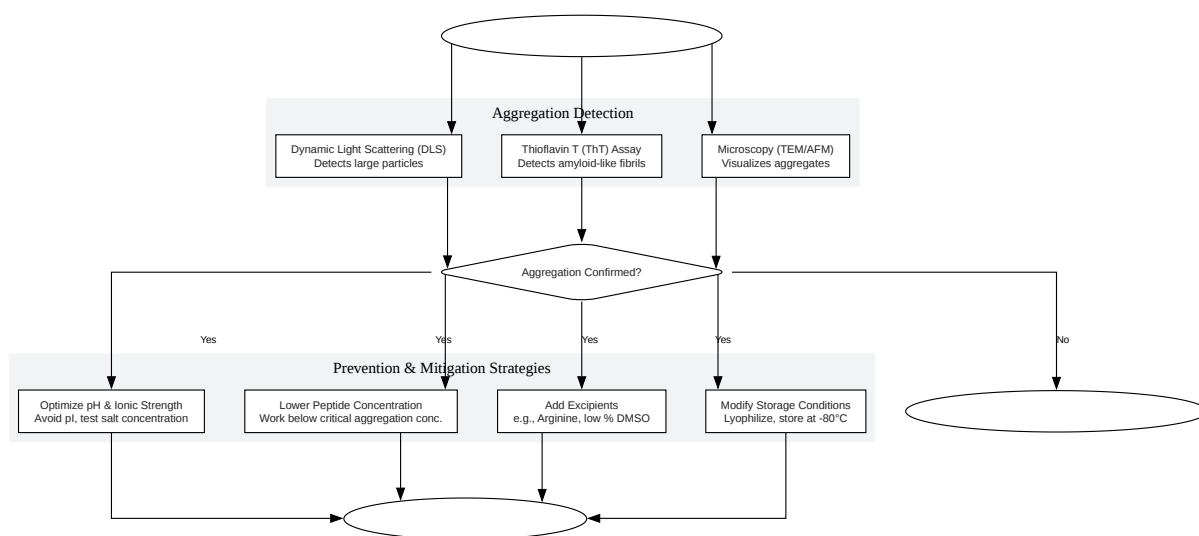 Aggregation Detection
Dynamic Light Scattering (DLS)
Detects large particles
Thioflavin T (ThT) Assay
Detects amyloid-like fibrils
Microscopy (TEM/AFM)
Visualizes aggregates
Aggregation Confirmed?
Yes
Yes
Yes
Yes
No
Prevention & Mitigation Strategies
Optimize pH & Ionic Strength
Avoid pI, test salt concentration
Lower Peptide Concentration
Work below critical aggregation conc.
Add Excipients
e.g., Arginine, low % DMSO
Modify Storage Conditions
Lyophilize, store at -80°C